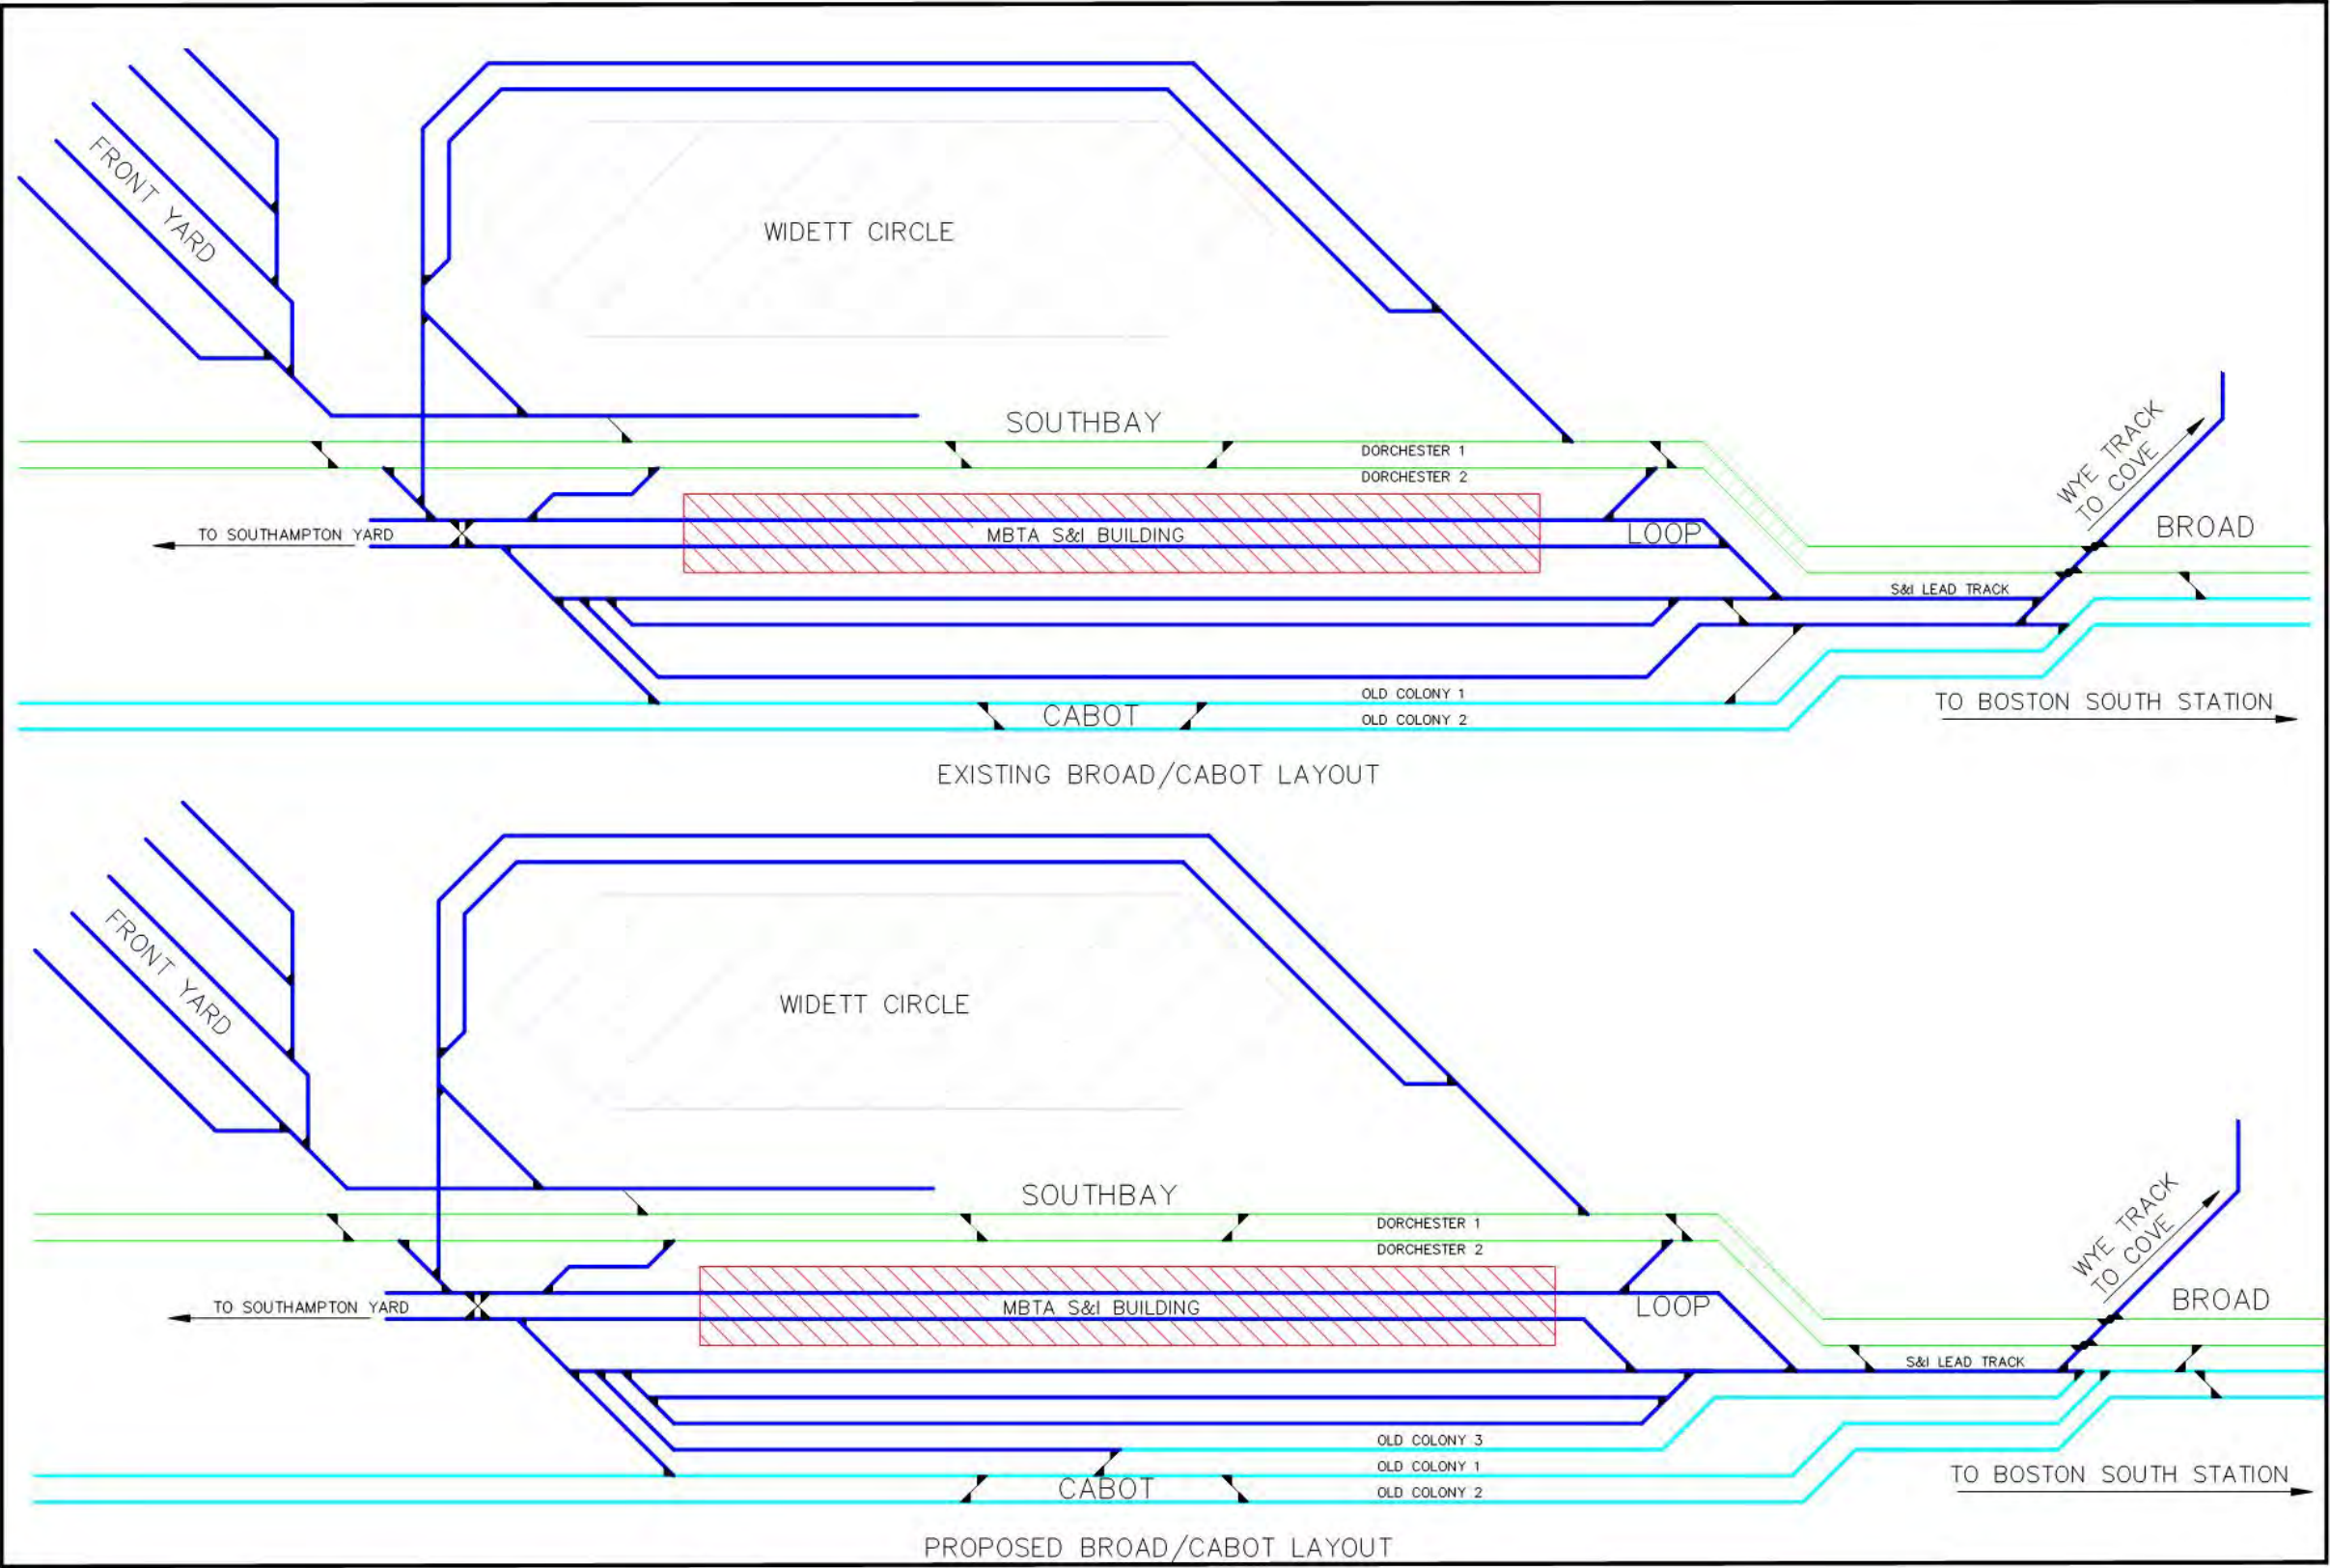 FRONT YARD
WIDETT CIRCLE
SOUTHBAY
DORCHESTER 1
DORCHESTER 2
WYE TRACK
TO COVE
BROAD
TO SOUTHAMPTON YARD
MBTA S&I BUILDING
LOOP
S&I LEAD TRACK
OLD COLONY 1
CABOT
OLD COLONY 2
TO BOSTON SOUTH STATION
EXISTING BROAD/CABOT LAYOUT
FRONT YARD
WIDETT CIRCLE
SOUTHBAY
DORCHESTER 1
DORCHESTER 2
WYE TRACK
TO COVE
BROAD
TO SOUTHAMPTON YARD
MBTA S&I BUILDING
LOOP
S&I LEAD TRACK
OLD COLONY 3
OLD COLONY 1
CABOT
OLD COLONY 2
TO BOSTON SOUTH STATION
PROPOSED BROAD/CABOT LAYOUT